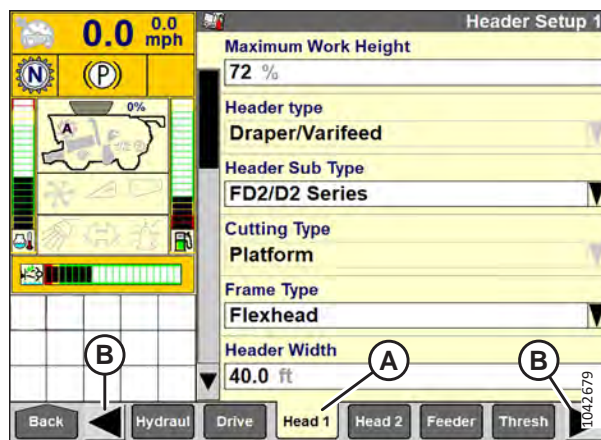 0.0 0.0 mph
Header Setup 1
N (P)
0%
A
Maximum Work Height
72 %
Header type
Draper/Varifeed
Header Sub Type
FD2/D2 Series
Cutting Type
Platform
Frame Type
Flexhead
Header Width
40.0 ft
B
A
B
1042679
Back
Hydraul
Drive
Head 1
Head 2
Feeder
Thresh